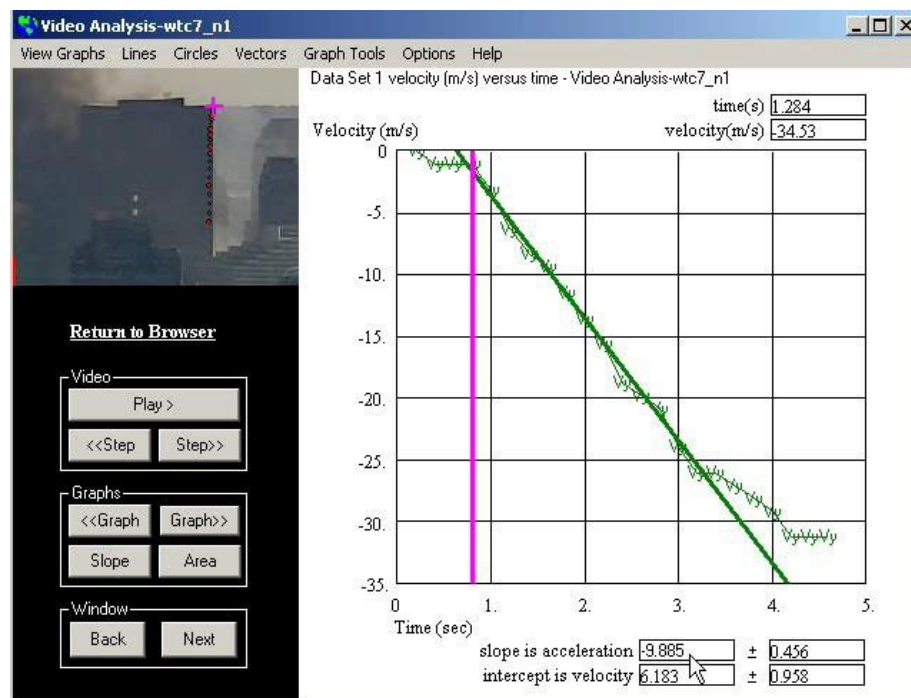 Video Analysis-wtc7_n1
View Graphs Lines Circles Vectors Graph Tools Options Help
Data Set 1 velocity (m/s) versus time - Video Analysis-wtc7_n1
time(s) 1.284
velocity(m/s) -34.53
Velocity (m/s)
0
-5.
-10.
-15.
-20.
-25.
-30.
-35.
0 1. 2. 3. 4. 5.
Time (sec)
slope is acceleration -9.885 ± 0.456
intercept is velocity 6.183 ± 0.958
Return to Browser
Video
Play >
<<Step Step>>
Graphs
<<Graph Graph>>
Slope Area
Window
Back Next